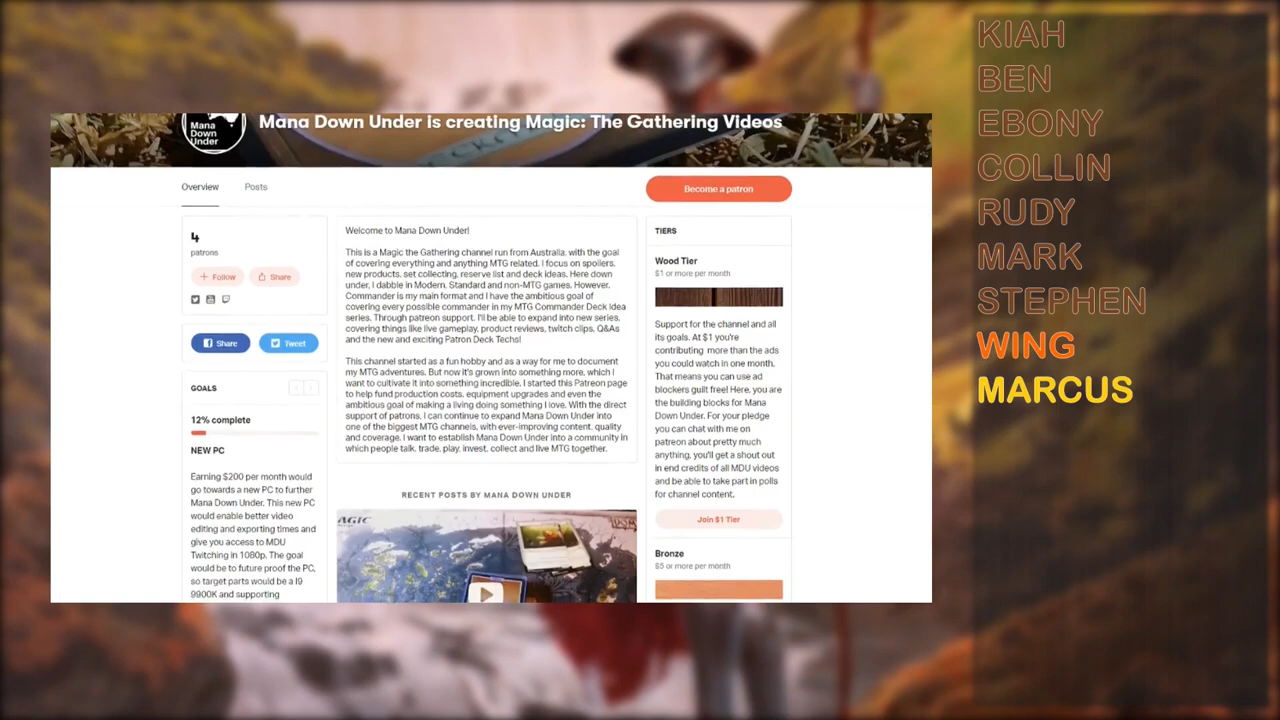 Mana Down Under
Mana Down Under is creating Magic: The Gathering Videos
Overview
Posts
Become a patron
4
patrons
Follow
Share
Share
Tweet
GOALS
12% complete
NEW PC
Earning $200 per month would
go towards a new PC to further
Mana Down Under. This new PC
would enable better video
editing and exporting times and
give you access to MDU
Twitching in 1080p. The goal
would be to future proof the PC,
so target parts would be a I9
9900K and supporting
Welcome to Mana Down Under!
This is a Magic the Gathering channel run from Australia, with the goal
of covering everything and anything MTG related. I focus on spoilers,
new products, set collecting, reserve list and deck ideas. Here down
under, I dabble in Modern, Standard and non-MTG games. However,
Commander is my main format and I have the ambitious goal of
covering every possible commander in my MTG Commander Deck Idea
series. Through patreon support, I'll be able to expand into new series,
covering things like live gameplay, product reviews, twitch clips, Q&As
and the new and exciting Patron Deck Techs!
This channel started as a fun hobby and as a way for me to document
my MTG adventures. But now it's grown into something more, which I
want to cultivate it into something incredible. I started this Patreon page
to help fund production costs, equipment upgrades and even the
ambitious goal of making a living doing something I love. With the direct
support of patrons, I can continue to expand Mana Down Under into
one of the biggest MTG channels, with ever-improving content, quality
and coverage. I want to establish Mana Down Under into a community in
which people talk, trade, play, invest, collect and live MTG together.
RECENT POSTS BY MANA DOWN UNDER
TIERS
Wood Tier
$1 or more per month
Support for the channel and all
its goals. At $1 you're
contributing more than the ads
you could watch in one month.
That means you can use ad
blockers guilt free! Here, you are
the building blocks for Mana
Down Under. For your pledge
you can chat with me on
patreon about pretty much
anything, you'll get a shout out
in end credits of all MDU videos
and be able to take part in polls
for channel content.
Join $1 Tier
Bronze
$5 or more per month
KIAH
BEN
EBONY
COLLIN
RUDY
MARK
STEPHEN
WING
MARCUS